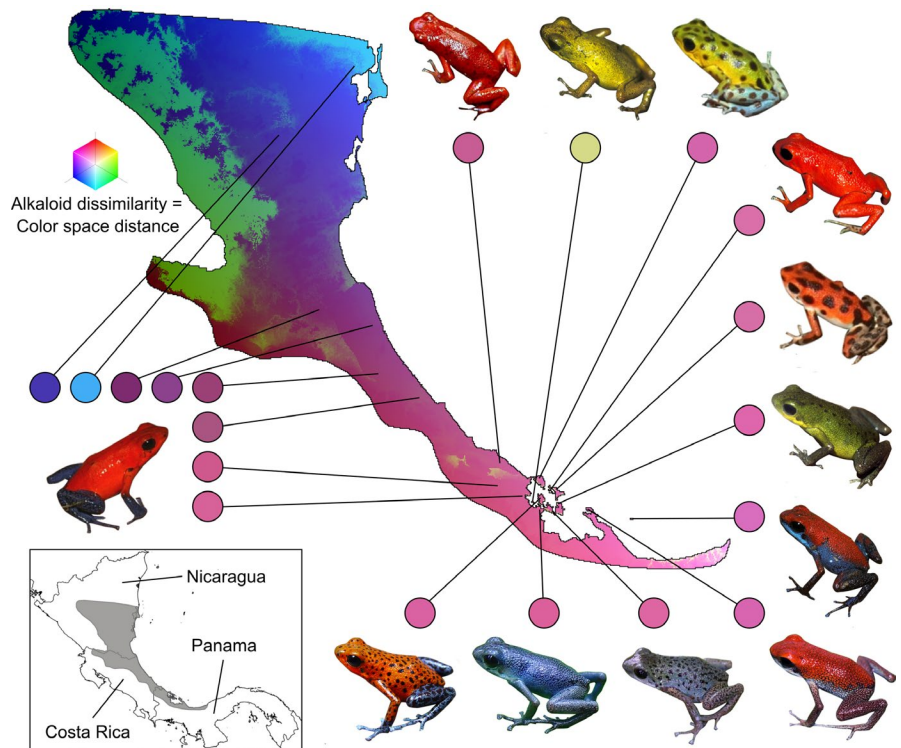 Alkaloid dissimilarity =
Color space distance
Nicaragua
Panama
Costa Rica